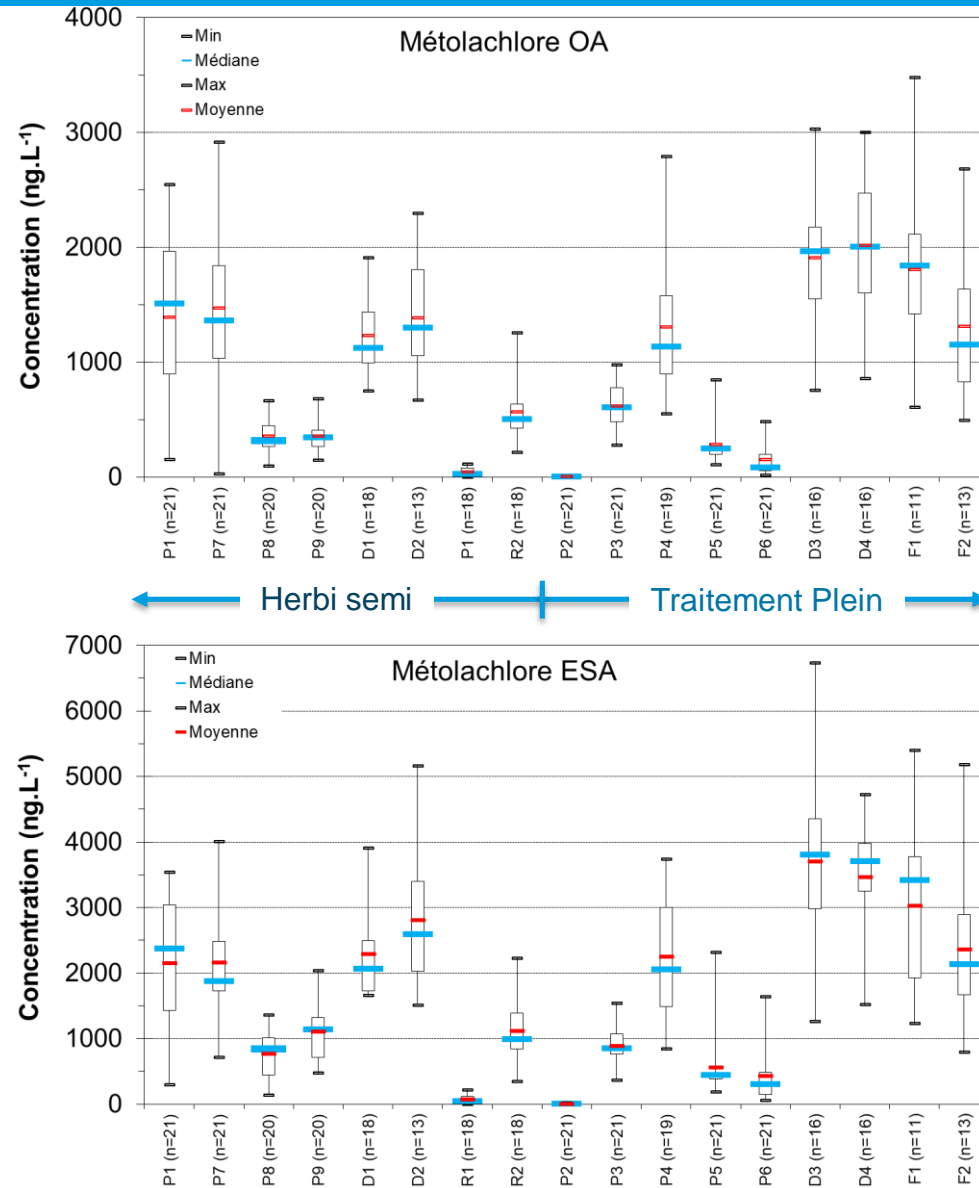 Métolachlore OA
Min
Médiane
Max
Moyenne
Concentration (ng.L-1)
4000
3000
2000
1000
0
P1 (n=21)
P7 (n=21)
P8 (n=20)
P9 (n=20)
D1 (n=18)
D2 (n=13)
P1 (n=18)
R2 (n=18)
P2 (n=21)
P3 (n=21)
P4 (n=19)
P5 (n=21)
P6 (n=21)
D3 (n=16)
D4 (n=16)
F1 (n=11)
F2 (n=13)
Herbi semi
Traitement Plein
Métolachlore ESA
Min
Médiane
Max
Moyenne
Concentration (ng.L-1)
7000
6000
5000
4000
3000
2000
1000
0
P1 (n=21)
P7 (n=21)
P8 (n=20)
P9 (n=20)
D1 (n=18)
D2 (n=13)
R1 (n=18)
R2 (n=18)
P2 (n=21)
P3 (n=21)
P4 (n=19)
P5 (n=21)
P6 (n=21)
D3 (n=16)
D4 (n=16)
F1 (n=11)
F2 (n=13)